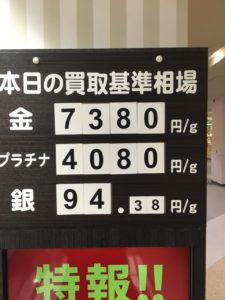 本日の買取基準相場
金 7380 円/g
プラチナ 4080 円/g
銀 94.38 円/g
特報!!